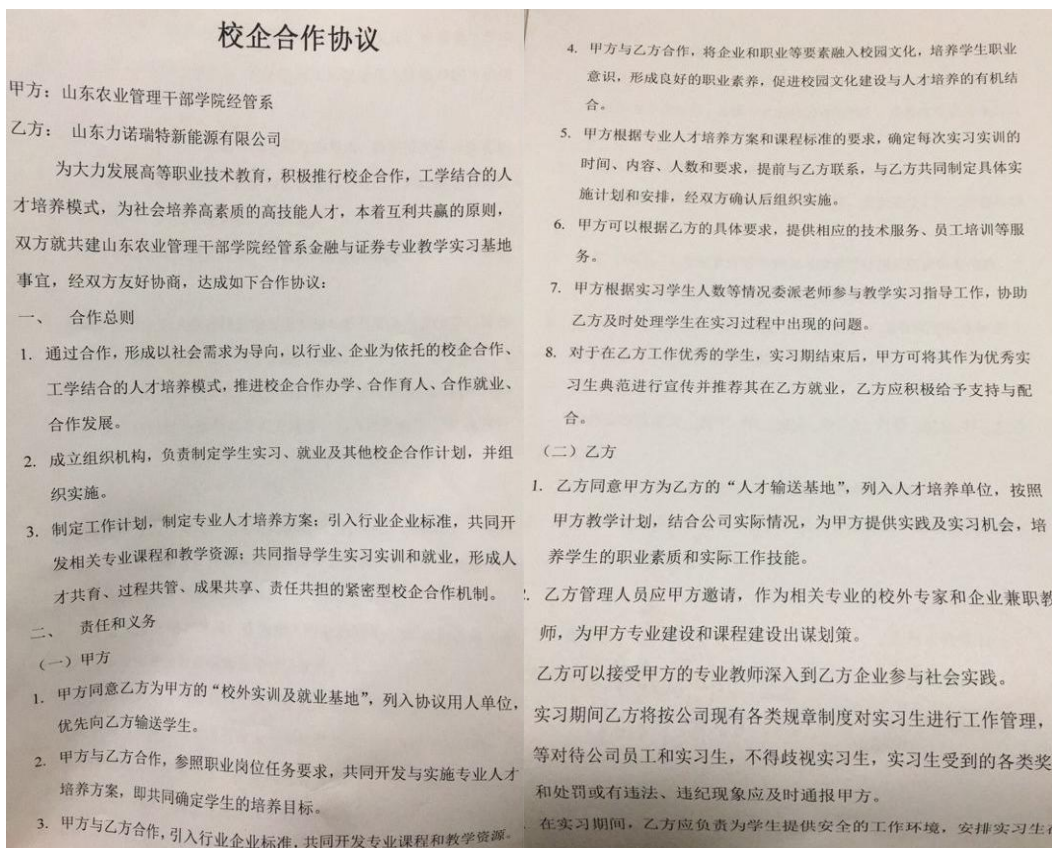 校企合作协议
甲方：山东农业管理干部学院经管系
乙方： 山东力诺瑞特新能源有限公司
为大力发展高等职业技术教育，积极推行校企合作，工学结合的人
才培养模式，为社会培养高素质的高技能人才，本着互利共赢的原则，
双方就共建山东农业管理干部学院经管系金融与证券专业教学实习基地
事宜，经双方友好协商，达成如下合作协议：
一、 合作总则
1. 通过合作，形成以社会需求为导向，以行业、企业为依托的校企合作、
工学结合的人才培养模式，推进校企合作办学、合作育人、合作就业、
合作发展。
2. 成立组织机构，负责制定学生实习、就业及其他校企合作计划，并组
织实施。
3. 制定工作计划，制定专业人才培养方案；引入行业企业标准，共同开
发相关专业课程和教学资源；共同指导学生实习实训和就业，形成人
才共育、过程共管、成果共享、责任共担的紧密型校企合作机制。
二、 责任和义务
（一）甲方
1. 甲方同意乙方为甲方的“校外实训及就业基地”，列入协议用人单位，
优先向乙方输送学生。
2. 甲方与乙方合作，参照职业岗位任务要求，共同开发与实施专业人才
培养方案，即共同确定学生的培养目标。
3. 甲方与乙方合作，引入行业企业标准，共同开发专业课程和教学资源。
4. 甲方与乙方合作，将企业和职业等要素融入校园文化，培养学生职业
意识，形成良好的职业素养，促进校园文化建设与人才培养的有机结
合。
5. 甲方根据专业人才培养方案和课程标准的要求，确定每次实习实训的
时间、内容、人数和要求，提前与乙方联系，与乙方共同制定具体实
施计划和安排，经双方确认后组织实施。
6. 甲方可以根据乙方的具体要求，提供相应的技术服务、员工培训等服
务。
7. 甲方根据实习学生人数等情况委派老师参与教学实习指导工作，协助
乙方及时处理学生在实习过程中出现的问题。
8. 对于在乙方工作优秀的学生，实习期结束后，甲方可将其作为优秀实
习生典范进行宣传并推荐其在乙方就业，乙方应积极给予支持与配
合。
（二）乙方
1. 乙方同意甲方为乙方的“人才输送基地”，列入人才培养单位，按照
甲方教学计划，结合公司实际情况，为甲方提供实践及实习机会，培
养学生的职业素质和实际工作技能。
乙方管理人员应甲方邀请，作为相关专业的校外专家和企业兼职教
师，为甲方专业建设和课程建设出谋划策。
乙方可以接受甲方的专业教师深入到乙方企业参与社会实践。
实习期间乙方将按公司现有各类规章制度对实习生进行工作管理，
等对待公司员工和实习生，不得歧视实习生，实习生受到的各类奖
和处罚或有违法、违纪现象应及时通报甲方。
在实习期间，乙方应负责为学生提供安全的工作环境，安排实习生